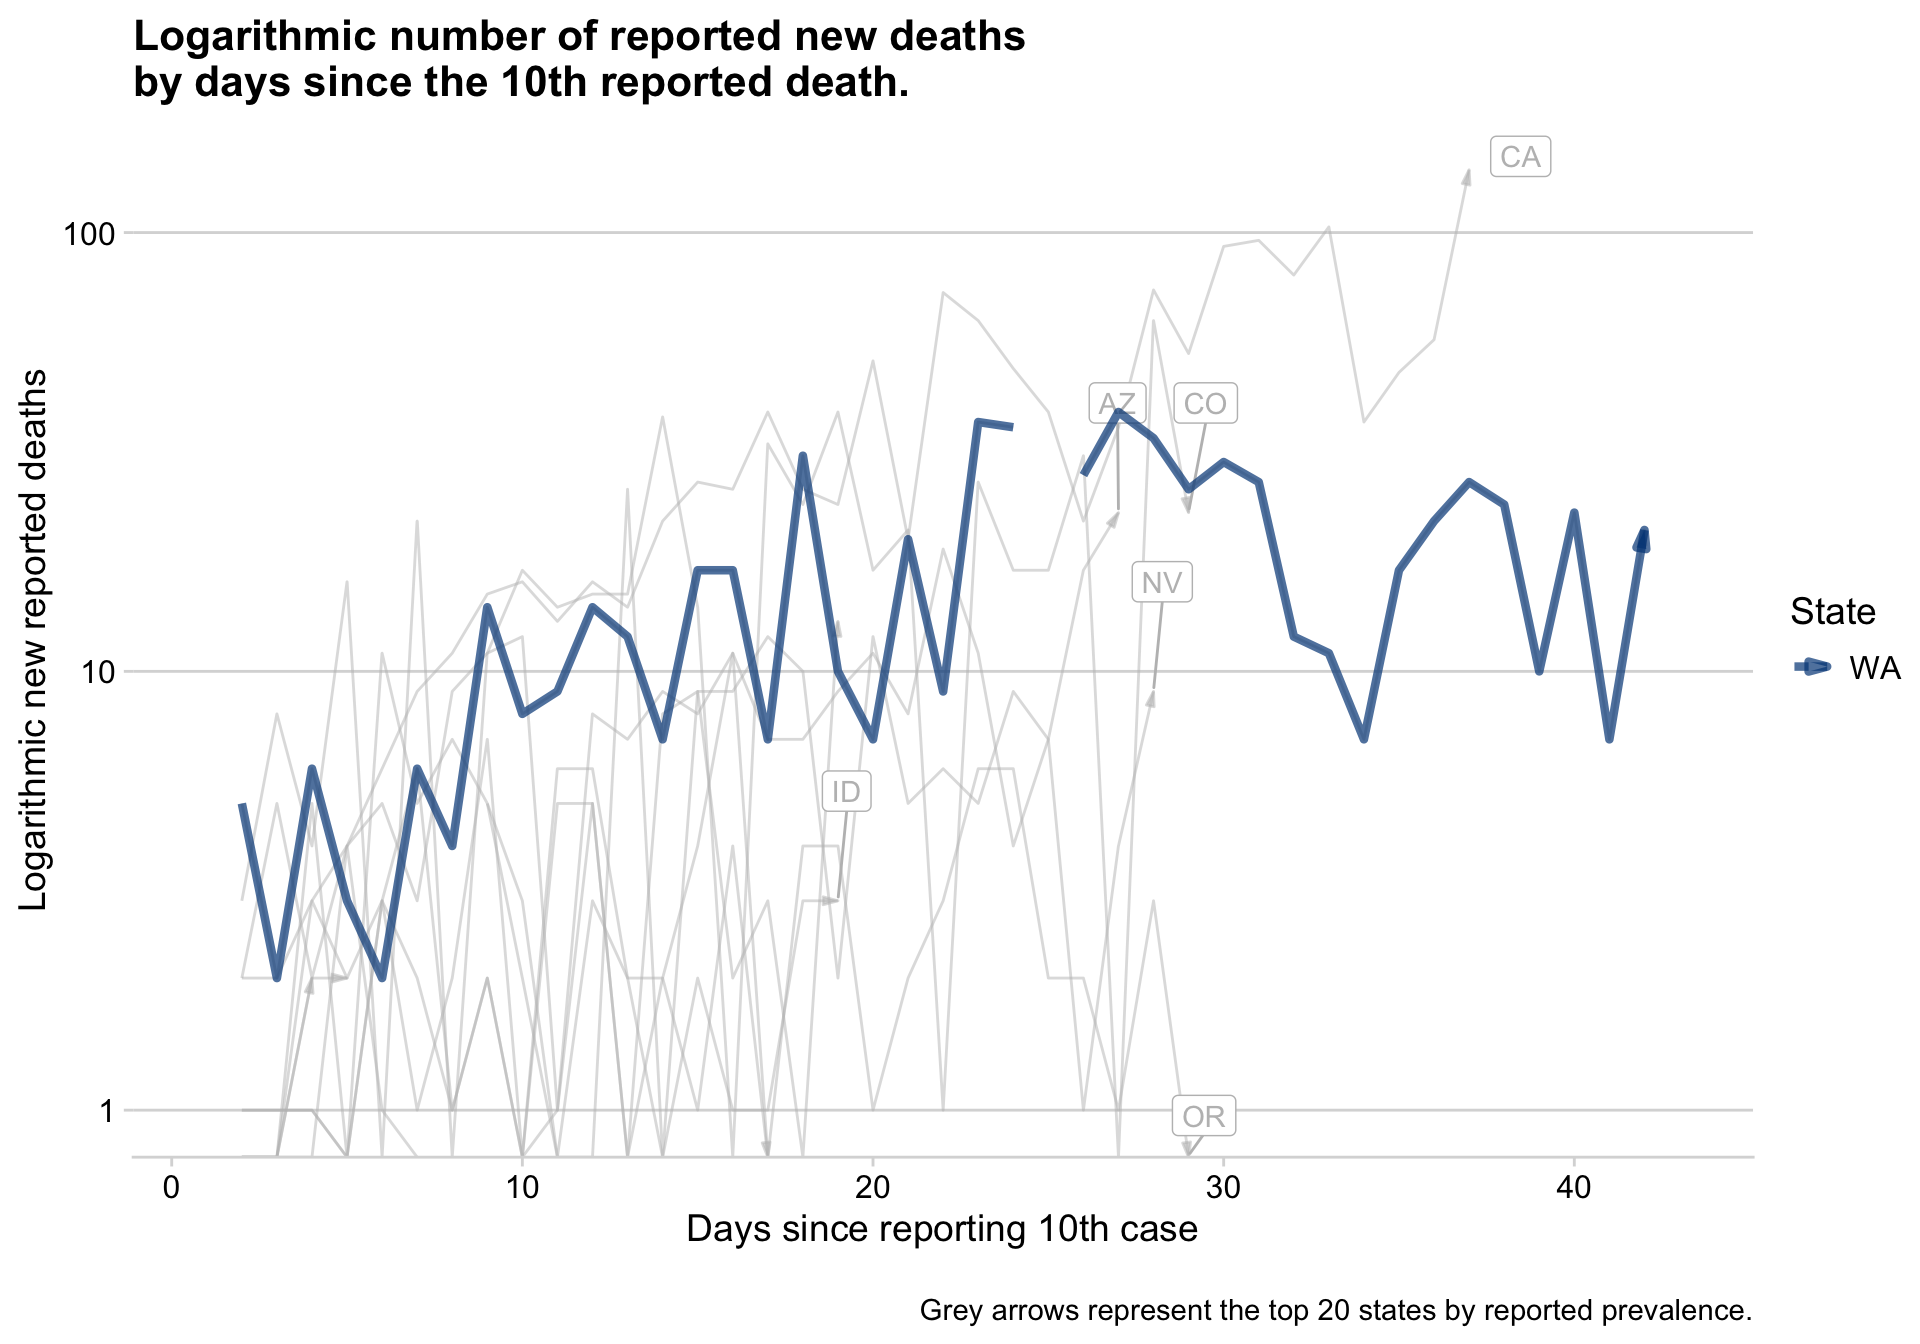 Logarithmic number of reported new deaths
by days since the 10th reported death.
Logarithmic new reported deaths
100
10
1
CA
AZ
CO
NV
ID
OR
State
WA
0
10
20
30
40
Days since reporting 10th case
Grey arrows represent the top 20 states by reported prevalence.